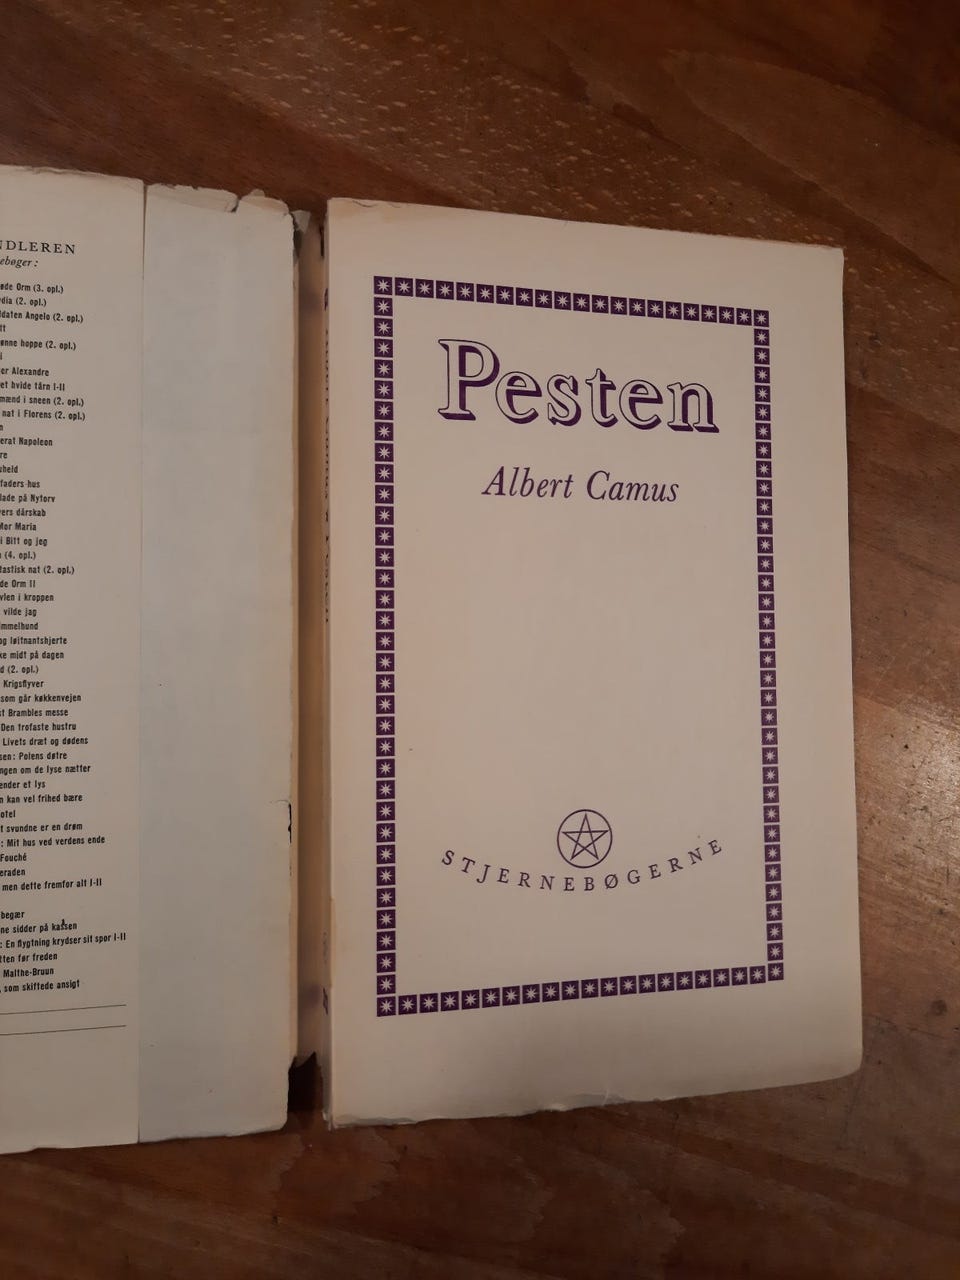 NDLEREN
ebøger:
øde Orm (3. opl.)
dia (2. opl.)
ldaten Angelo (2. opl.)
tt
ønne hoppe (2. opl.)
i
or Alexandre
et hvide tårn I-II
mænd i sneen (2. opl.)
nat i Florens (2. opl.)
n
erat Napoleon
re
uheld
faders hus
lade på Nytorv
vers dårskab
Mor Maria
i Bitt og jeg
(4. opl.)
tastisk nat (2. opl.)
de Orm II
vlen i kroppen
vilde jag
mmelhund
og løjtnantshjerte
ke midt på dagen
d (2. opl.)
Krigsflyver
som går køkkenvejen
st Brambles messe
Den trofaste hustru
Livets dræt og dødens
sen: Polens døtre
ngen om de lyse nætter
ender et lys
n kan vel frihed bære
otel
t svundne er en drøm
: Mit hus ved verdens ende
Fouché
eraden
men dette fremfor alt I-II
begær
ne sidder på kassen
: En flygtning krydser sit spor I-II
tten før freden
Malthe-Bruun
, som skiftede ansigt
Pesten
Albert Camus
STJERNEBØGERNE